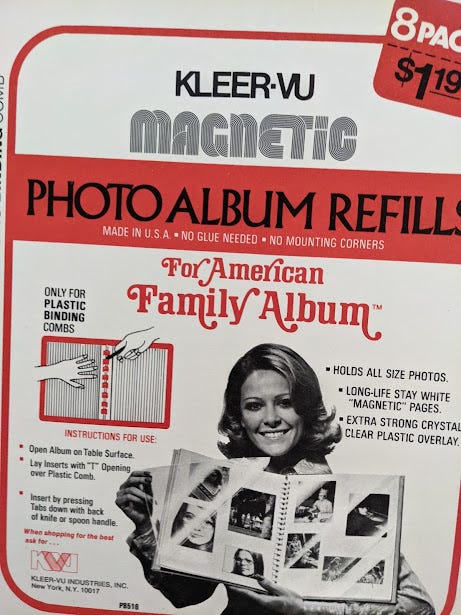 8 PAC
$1.19
KLEER-VU
MAGNETIC
PHOTO ALBUM REFILLS
MADE IN U.S.A. • NO GLUE NEEDED • NO MOUNTING CORNERS
For American
Family Album™
ONLY FOR
PLASTIC
BINDING
COMBS
INSTRUCTIONS FOR USE:
• Open Album on Table Surface.
• Lay Inserts with "T" Opening
over Plastic Comb.
• Insert by pressing
Tabs down with back
of knife or spoon handle.
When shopping for the best
ask for . . .
KVI
KLEER-VU INDUSTRIES, INC.
New York, N.Y. 10017
P8516
• HOLDS ALL SIZE PHOTOS.
• LONG-LIFE STAY WHITE
"MAGNETIC" PAGES.
• EXTRA STRONG CRYSTAL
CLEAR PLASTIC OVERLAY.